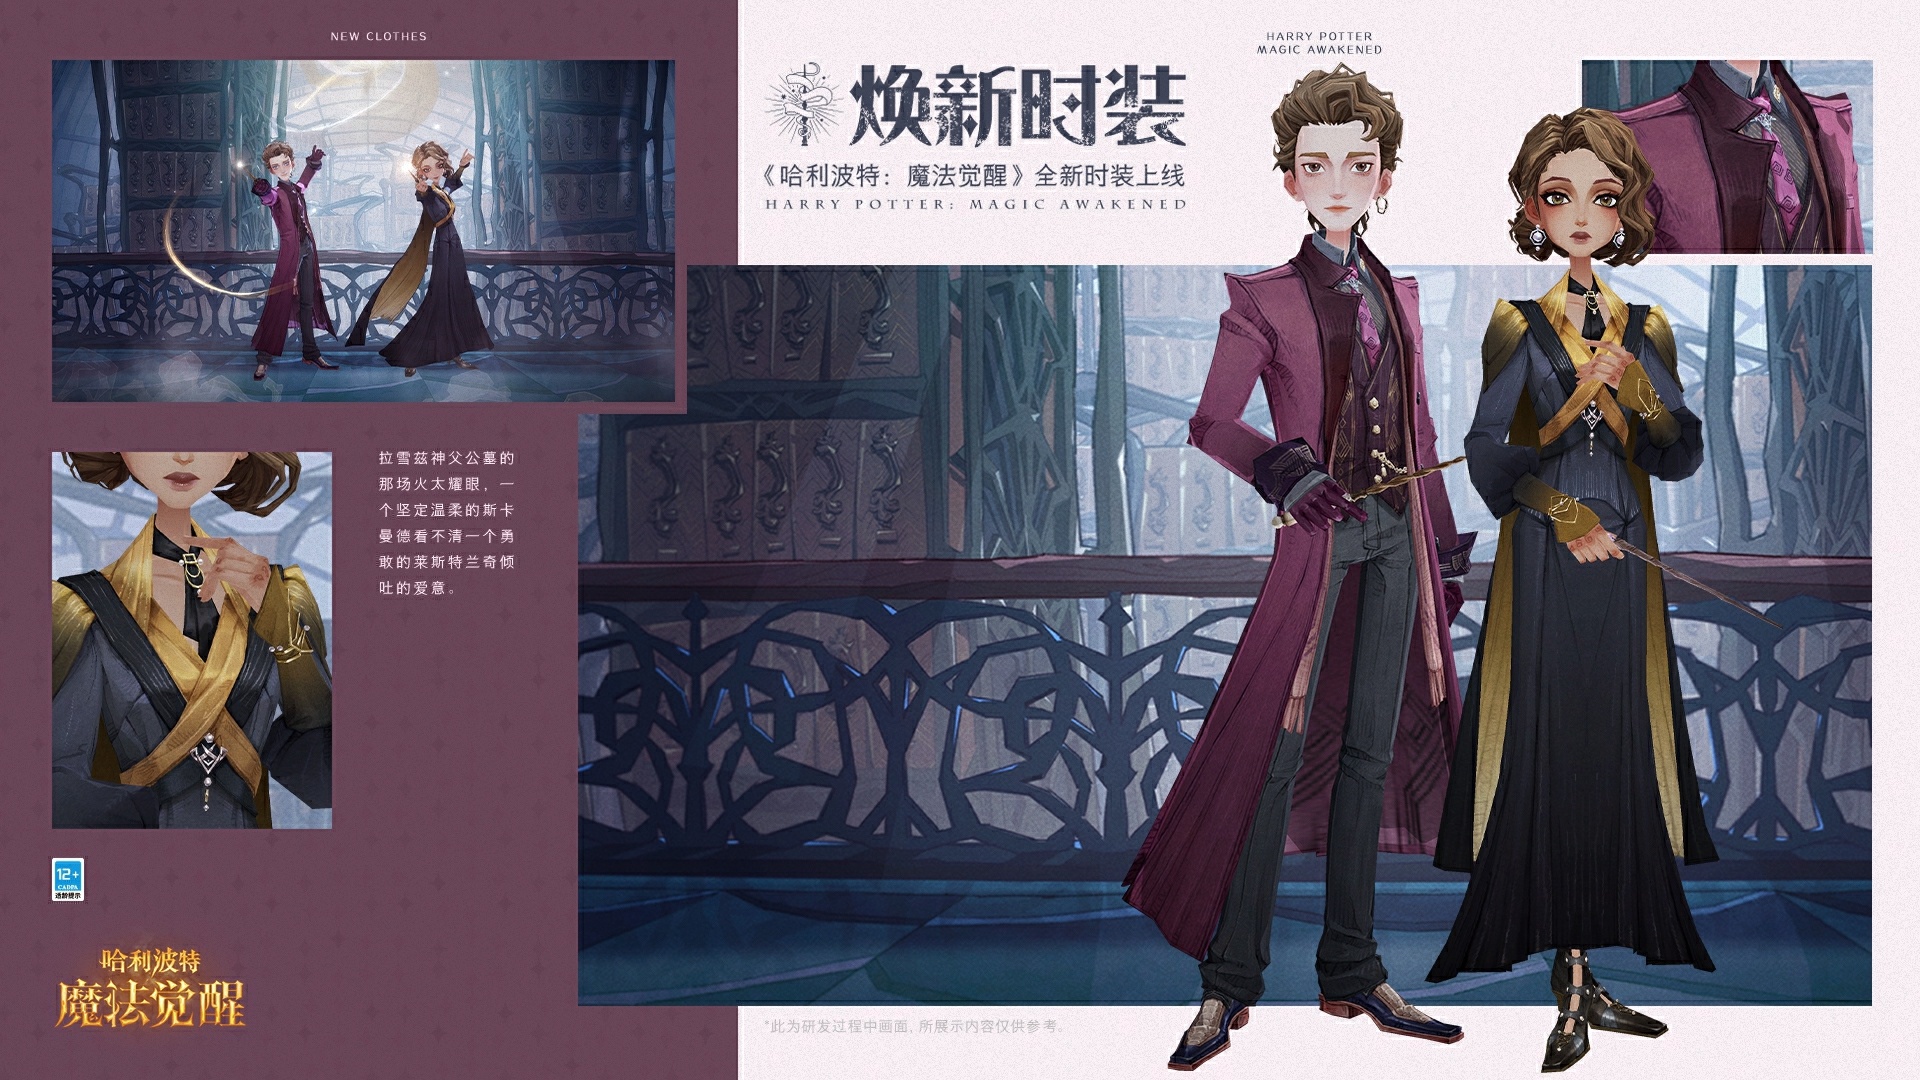 NEW CLOTHES
HARRY POTTER
MAGIC AWAKENED
焕新时装
《哈利波特：魔法觉醒》全新时装上线
HARRY POTTER: MAGIC AWAKENED
拉雪兹神父公墓的
那场火太耀眼，一
个坚定温柔的斯卡
曼德看不清一个勇
敢的莱斯特兰奇倾
吐的爱意。
12+
CADPA
适龄提示
哈利波特
魔法觉醒
*此为研发过程中画面, 所展示内容仅供参考。